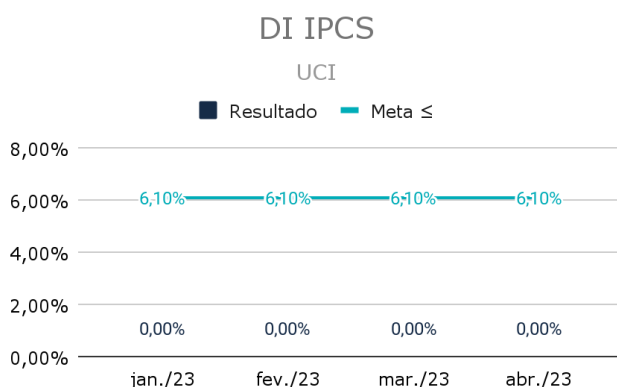 DI IPCS
UCI
Resultado Meta ≤
8,00%
6,00%
4,00%
2,00%
0,00%
6,10% 6,10% 6,10% 6,10%
0,00% 0,00% 0,00% 0,00%
jan./23 fev./23 mar./23 abr./23